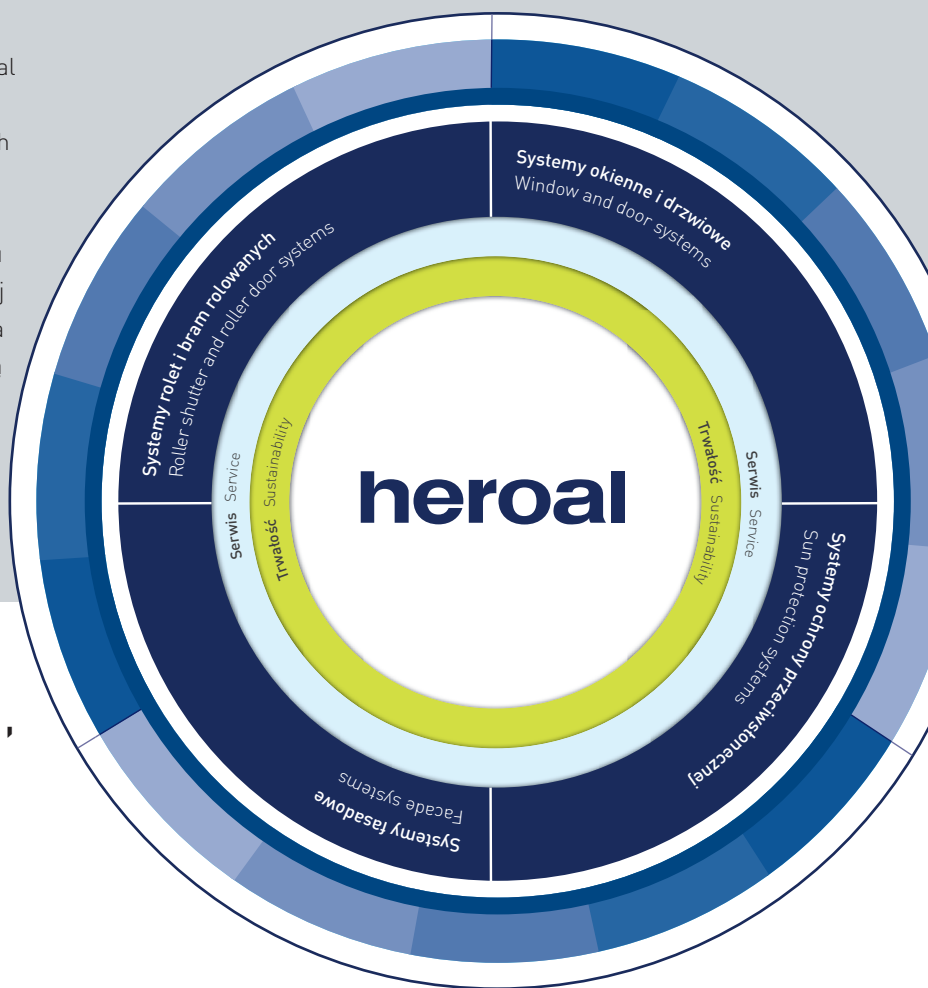 Systemy okienne i drzwiowe
Window and door systems
Systemy rolet i bram rolowanych
Roller shutter and roller door systems
Systemy ochrony przeciwsłonecznej
Sun protection systems
Systemy fasadowe
Facade systems
Serwis Service
Trwałość Sustainability
Trwałość Sustainability
Serwis Service
heroal